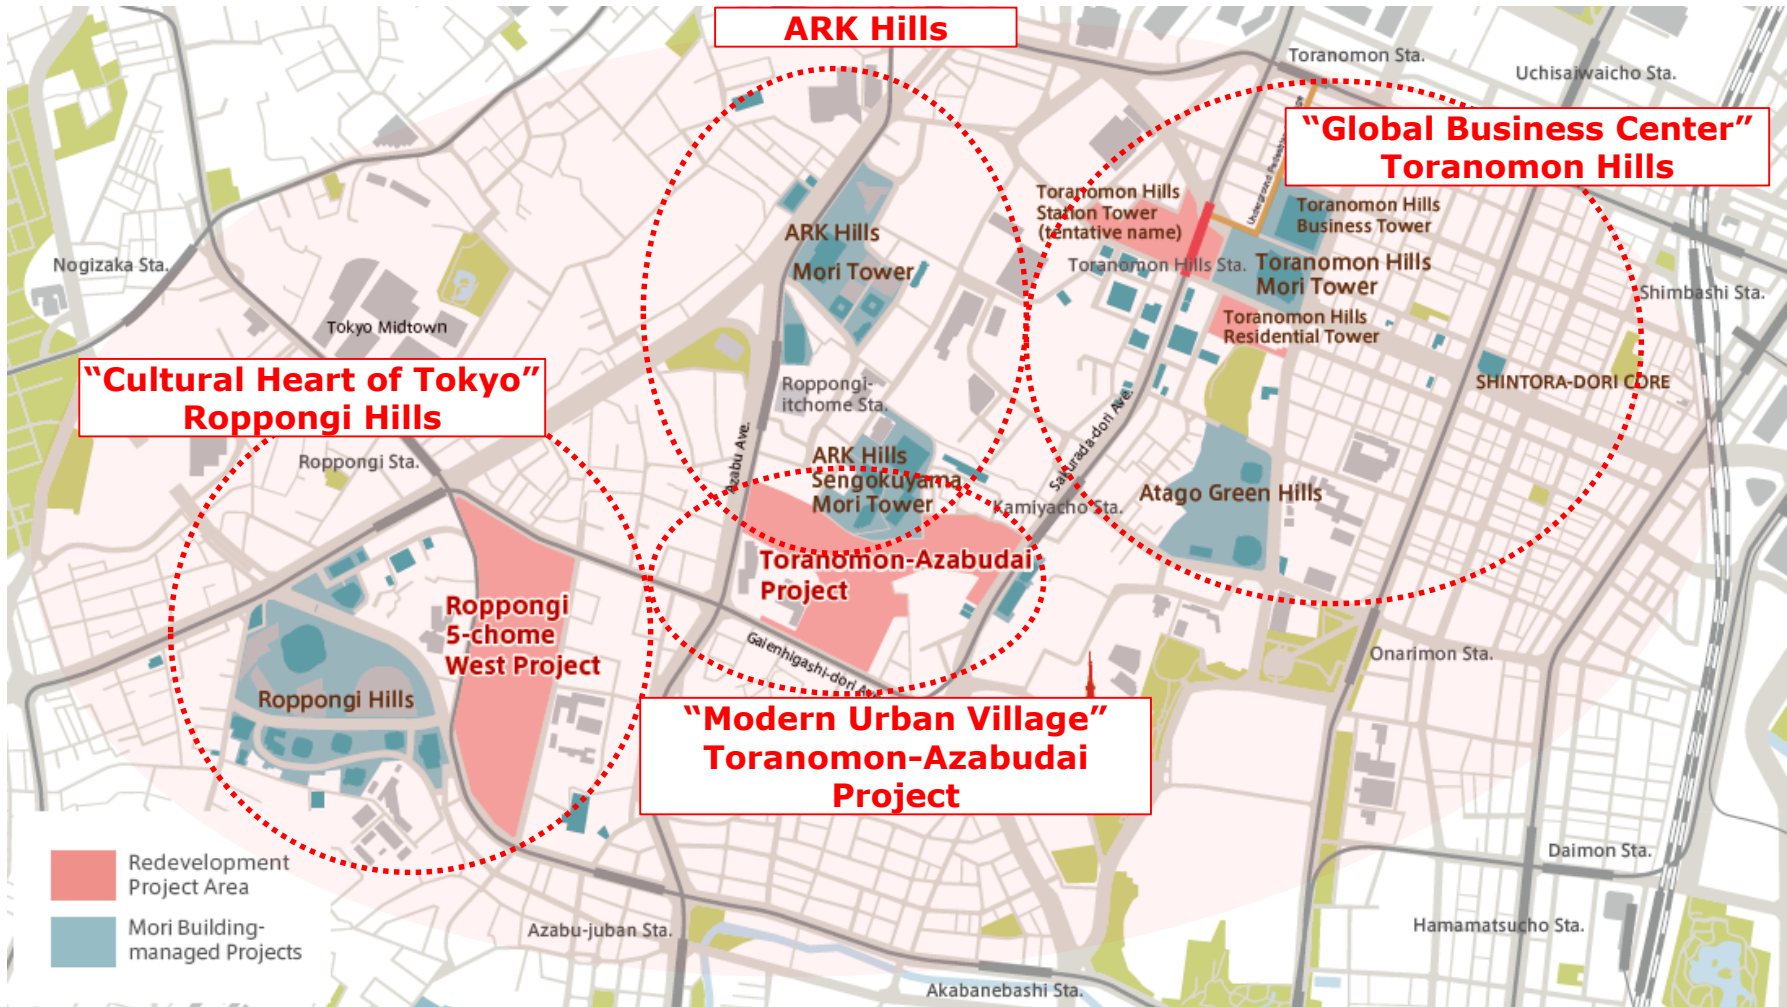 ARK Hills
Toranomon Sta.
Uchisaiwaicho Sta.
“Global Business Center”
Toranomon Hills
Toranomon Hills
Station Tower
(tentative name)
Toranomon Hills
Business Tower
ARK Hills
Mori Tower
Nogizaka Sta.
Toranomon Hills Sta.
Toranomon Hills
Mori Tower
Shimbashi Sta.
Tokyo Midtown
Toranomon Hills
Residential Tower
“Cultural Heart of Tokyo”
Roppongi Hills
Roppongi-
itchome Sta.
SHINTORA-DORI CORE
Roppongi Sta.
Azabu Ave.
ARK Hills
Sengokuyama
Mori Tower
Sakurada-dori Ave.
Kamiyacho Sta.
Atago Green Hills
Toranomon-Azabudai
Project
Roppongi
5-chome
West Project
Gaienhigashi-dori
Onarimon Sta.
Roppongi Hills
“Modern Urban Village”
Toranomon-Azabudai
Project
Redevelopment
Project Area
Mori Building-
managed Projects
Daimon Sta.
Azabu-juban Sta.
Hamamatsucho Sta.
Akabanebashi Sta.